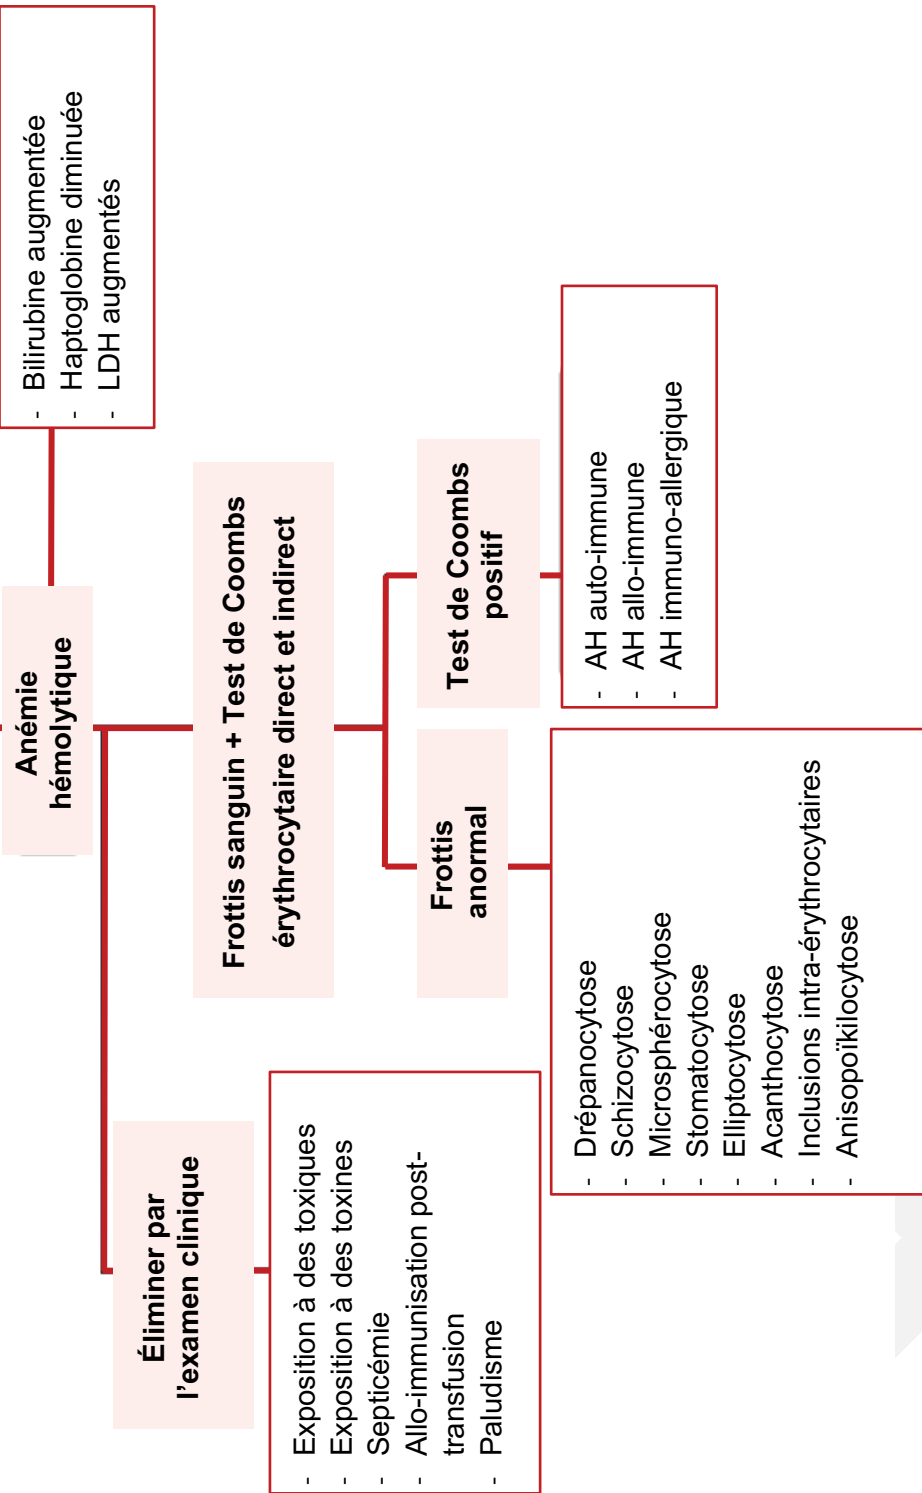 Anémie
hémolytique
- Bilirubine augmentée
- Haptoglobine diminuée
- LDH augmentés
Éliminer par
l'examen clinique
- Exposition à des toxiques
- Exposition à des toxines
- Septicémie
- Allo-immunisation post-
transfusion
- Paludisme
Frottis sanguin + Test de Coombs
érythrocytaire direct et indirect
Frottis
anormal
- Drépanocytose
- Schizocytose
- Microsphérocytose
- Stomatocytose
- Elliptocytose
- Acanthocytose
- Inclusions intra-érythrocytaires
- Anisopoïkilocytose
Test de Coombs
positif
- AH auto-immune
- AH allo-immune
- AH immuno-allergique